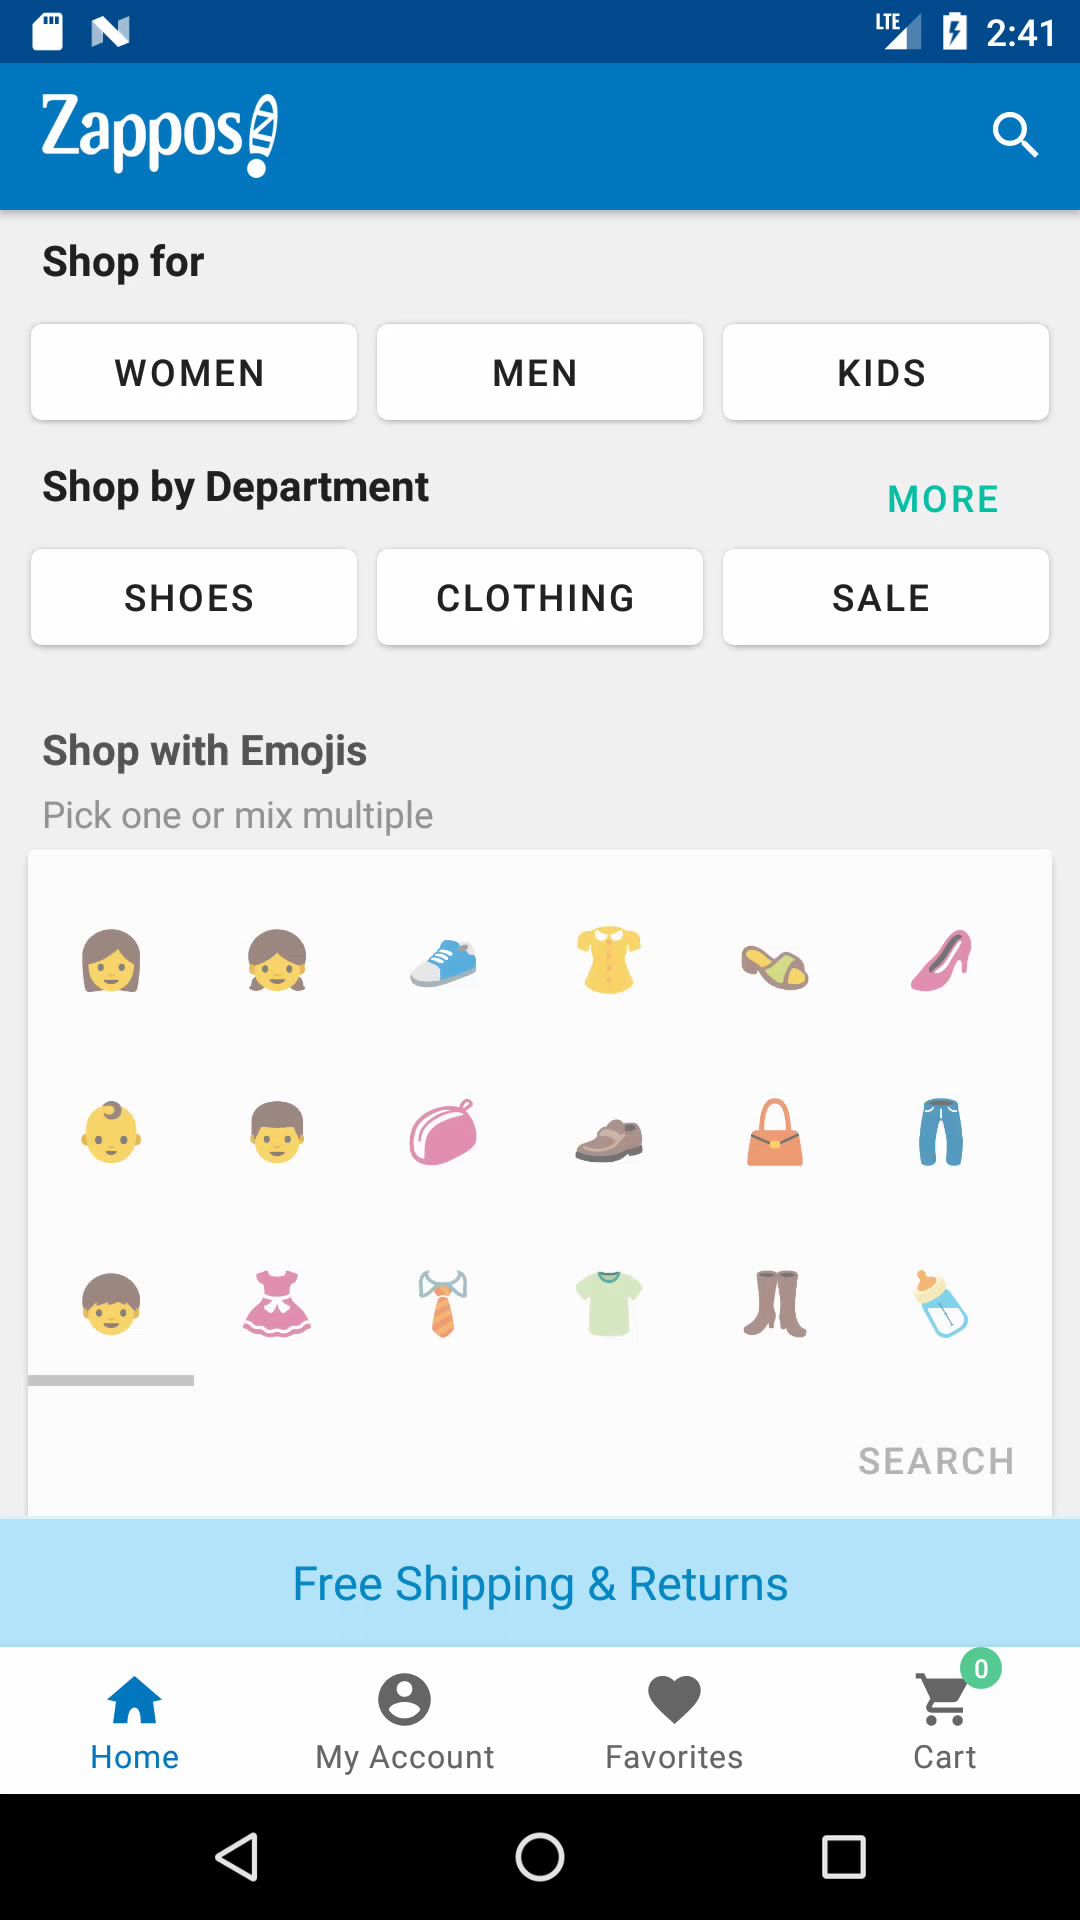 LTE 2:41
Zappos
Shop for
WOMEN MEN KIDS
Shop by Department MORE
SHOES CLOTHING SALE
Shop with Emojis
Pick one or mix multiple
SEARCH
Free Shipping & Returns
0
Home My Account Favorites Cart